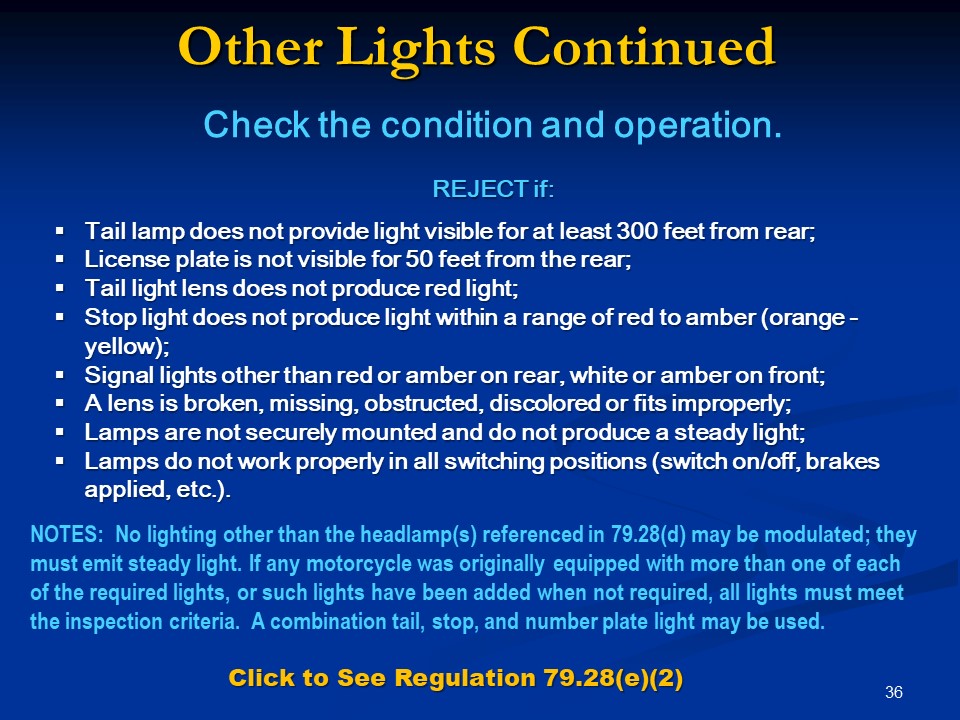 Other Lights Continued
Check the condition and operation.
REJECT if:
▪ Tail lamp does not provide light visible for at least 300 feet from rear;
▪ License plate is not visible for 50 feet from the rear;
▪ Tail light lens does not produce red light;
▪ Stop light does not produce light within a range of red to amber (orange -
yellow);
▪ Signal lights other than red or amber on rear, white or amber on front;
▪ A lens is broken, missing, obstructed, discolored or fits improperly;
▪ Lamps are not securely mounted and do not produce a steady light;
▪ Lamps do not work properly in all switching positions (switch on/off, brakes
applied, etc.).
NOTES: No lighting other than the headlamp(s) referenced in 79.28(d) may be modulated; they
must emit steady light. If any motorcycle was originally equipped with more than one of each
of the required lights, or such lights have been added when not required, all lights must meet
the inspection criteria. A combination tail, stop, and number plate light may be used.
Click to See Regulation 79.28(e)(2)
36